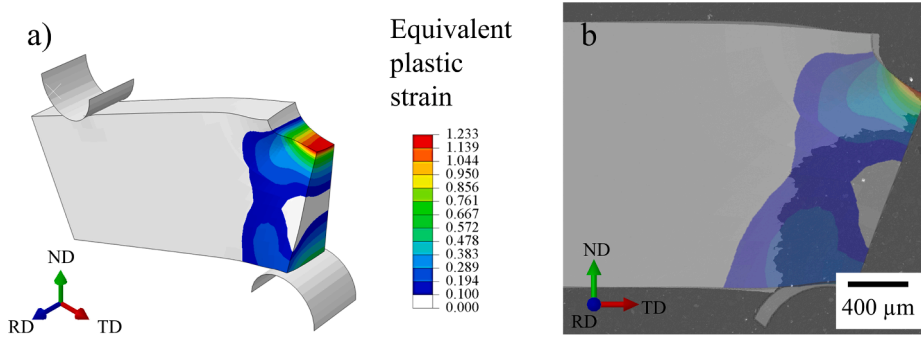 a)
Equivalent
plastic
strain
1.233
1.139
1.044
0.950
0.856
0.761
0.667
0.572
0.478
0.383
0.289
0.194
0.100
0.000
ND
RD
TD
b
ND
RD
TD
400 µm